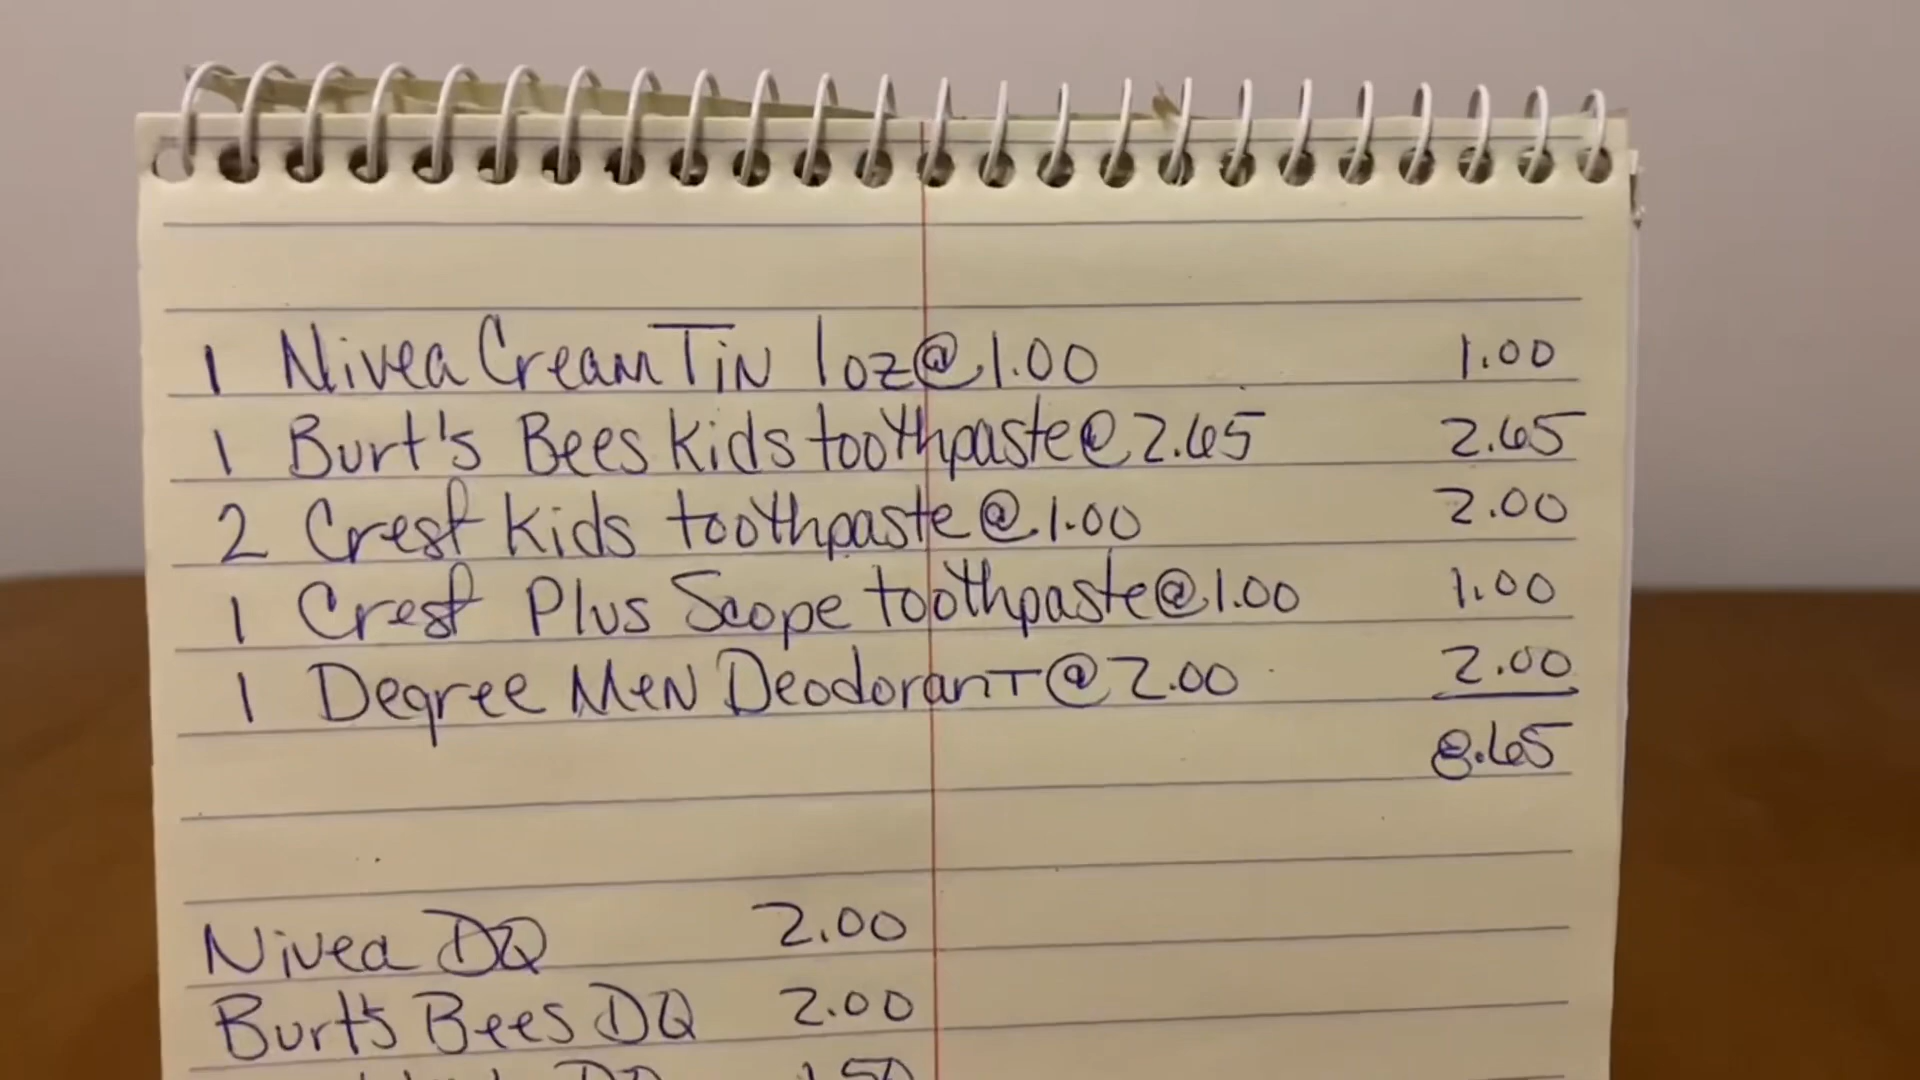 1 Nivea Cream Tin 1oz @ 1.00 1.00
1 Burt's Bees kids toothpaste @ 2.65 2.65
2 Crest kids toothpaste @ 1.00 2.00
1 Crest Plus Scope toothpaste @ 1.00 1.00
1 Degree Men Deodorant @ 2.00 2.00
8.65
Nivea DQ 2.00
Burt's Bees DQ 2.00